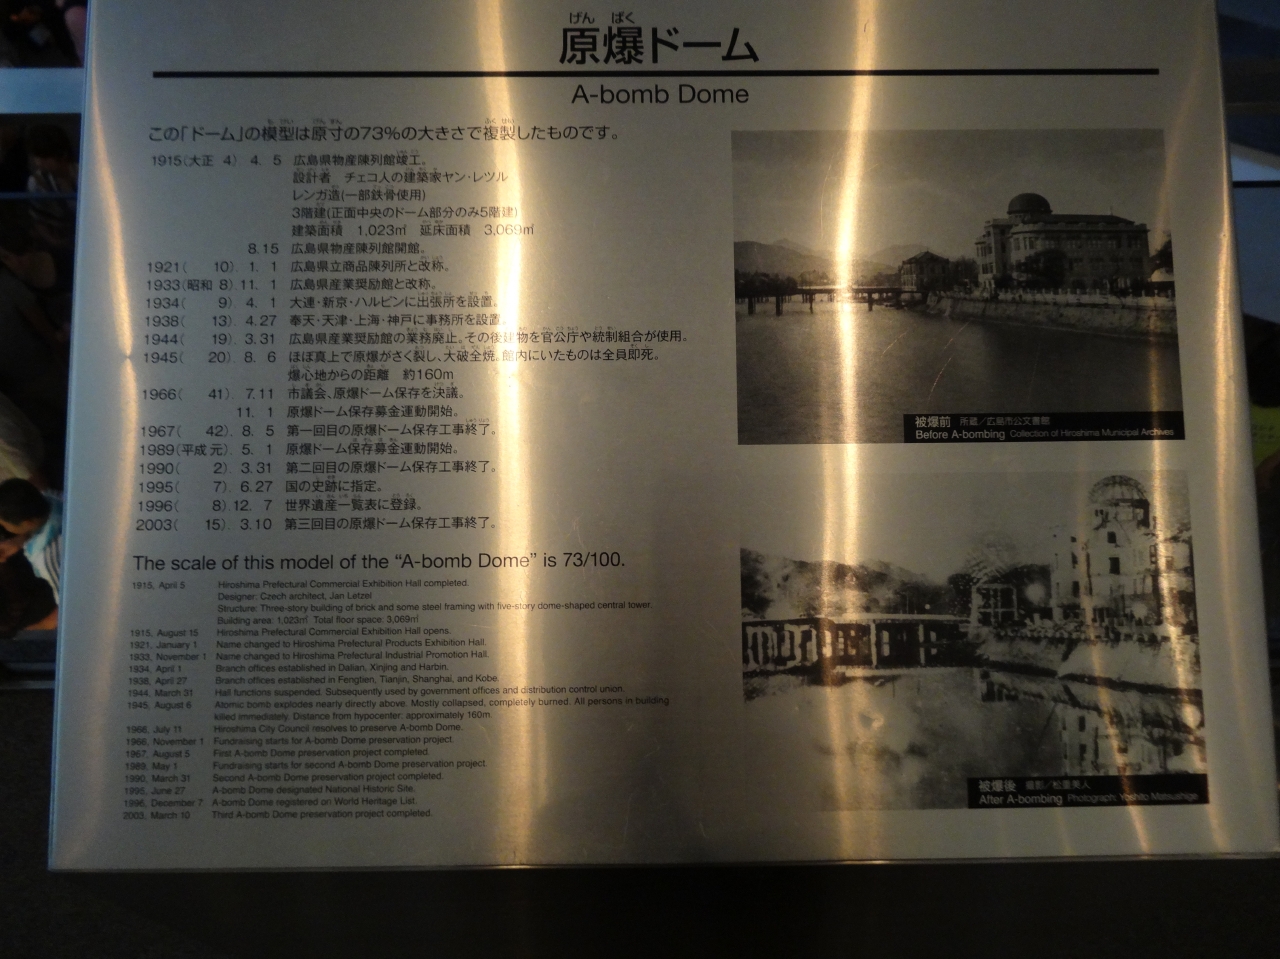 げんばく
原爆ドーム
A-bomb Dome
この「ドーム」の模型は原寸の73%の大きさで複製したものです。
1915(大正 4). 4. 5 広島県物産陳列館竣工。
設計者 チェコ人の建築家ヤン・レツル
レンガ造(一部鉄骨使用)
3階建(正面中央のドーム部分のみ5階建)
建築面積 1,023㎡ 延床面積 3,069㎡
8.15 広島県物産陳列館開館。
1921( 10). 1. 1 広島県立商品陳列所と改称。
1933(昭和 8).11. 1 広島県産業奨励館と改称。
1934( 9). 4. 1 大連・新京・ハルビンに出張所を設置。
1938( 13). 4.27 奉天・天津・上海・神戸に事務所を設置。
1944( 19). 3.31 広島県産業奨励館の業務廃止。その後建物を官公庁や統制組合が使用。
1945( 20). 8. 6 ほぼ真上で原爆がさく裂し、大破全焼。館内にいたものは全員即死。
爆心地からの距離 約160m
1966( 41). 7.11 市議会、原爆ドーム保存を決議。
11. 1 原爆ドーム保存募金運動開始。
1967( 42). 8. 5 第一回目の原爆ドーム保存工事終了。
1989(平成 元). 5. 1 原爆ドーム保存募金運動開始。
1990( 2). 3.31 第二回目の原爆ドーム保存工事終了。
1995( 7). 6.27 国の史跡に指定。
1996( 8).12. 7 世界遺産一覧表に登録。
2003( 15). 3.10 第三回目の原爆ドーム保存工事終了。
The scale of this model of the “A-bomb Dome” is 73/100.
1915, April 5 Hiroshima Prefectural Commercial Exhibition Hall completed.
Designer: Czech architect, Jan Letzel
Structure: Three-story building of brick and some steel framing with five-story dome-shaped central tower.
Building area: 1,023㎡ Total floor space: 3,069㎡
1915, August 15 Hiroshima Prefectural Commercial Exhibition Hall opens.
1921, January 1 Name changed to Hiroshima Prefectural Products Exhibition Hall.
1933, November 1 Name changed to Hiroshima Prefectural Industrial Promotion Hall.
1934, April 1 Branch offices established in Dalian, Xinjing and Harbin.
1938, April 27 Branch offices established in Fengtien, Tianjin, Shanghai, and Kobe.
1944, March 31 Hall functions suspended. Subsequently used by government offices and distribution control union.
1945, August 6 Atomic bomb explodes nearly directly above. Mostly collapsed, completely burned. All persons in building
killed immediately. Distance from hypocenter: approximately 160m.
1966, July 11 Hiroshima City Council resolves to preserve A-bomb Dome.
1966, November 1 Fundraising starts for A-bomb Dome preservation project.
1967, August 5 First A-bomb Dome preservation project completed.
1989, May 1 Fundraising starts for second A-bomb Dome preservation project.
1990, March 31 Second A-bomb Dome preservation project completed.
1995, June 27 A-bomb Dome designated National Historic Site.
1996, December 7 A-bomb Dome registered on World Heritage List.
2003, March 10 Third A-bomb Dome preservation project completed.
被爆前 所蔵／広島市公文書館
Before A-bombing Collection of Hiroshima Municipal Archives
被爆後 撮影／松重美人
After A-bombing Photograph: Yoshito Matsushige